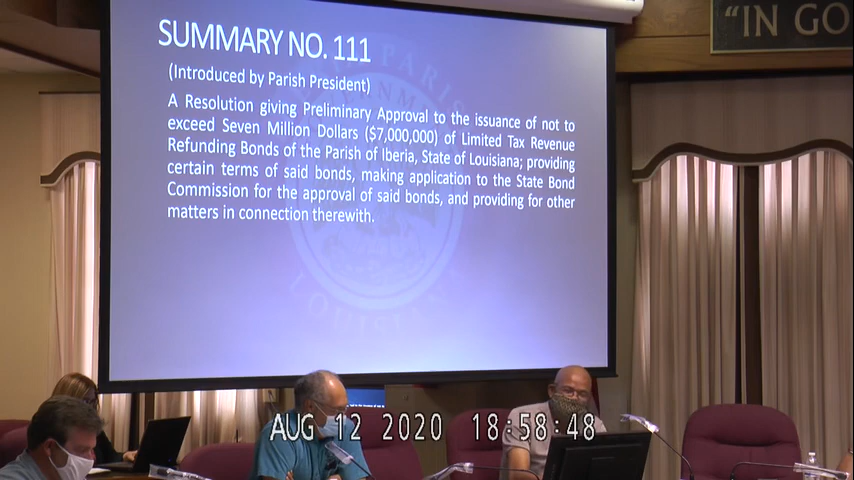 "IN GO
SUMMARY NO. 111
(Introduced by Parish President)
A Resolution giving Preliminary Approval to the issuance of not to
exceed Seven Million Dollars ($7,000,000) of Limited Tax Revenue
Refunding Bonds of the Parish of Iberia, State of Louisiana; providing
certain terms of said bonds, making application to the State Bond
Commission for the approval of said bonds, and providing for other
matters in connection therewith.
AUG 12 2020 18:58:48